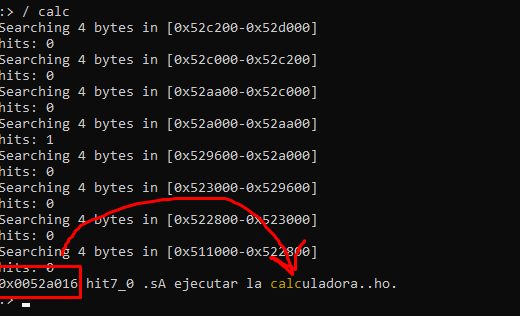 :> / calc
Searching 4 bytes in [0x52c200-0x52d000]
hits: 0
Searching 4 bytes in [0x52c000-0x52c200]
hits: 0
Searching 4 bytes in [0x52aa00-0x52c000]
hits: 0
Searching 4 bytes in [0x52a000-0x52aa00]
hits: 1
Searching 4 bytes in [0x529600-0x52a000]
hits: 0
Searching 4 bytes in [0x523000-0x529600]
hits: 0
Searching 4 bytes in [0x522800-0x523000]
hits: 0
Searching 4 bytes in [0x511000-0x522800]
hits: 0
0x0052a016 hit7_0 .sA ejecutar la calculadora..ho.
:>